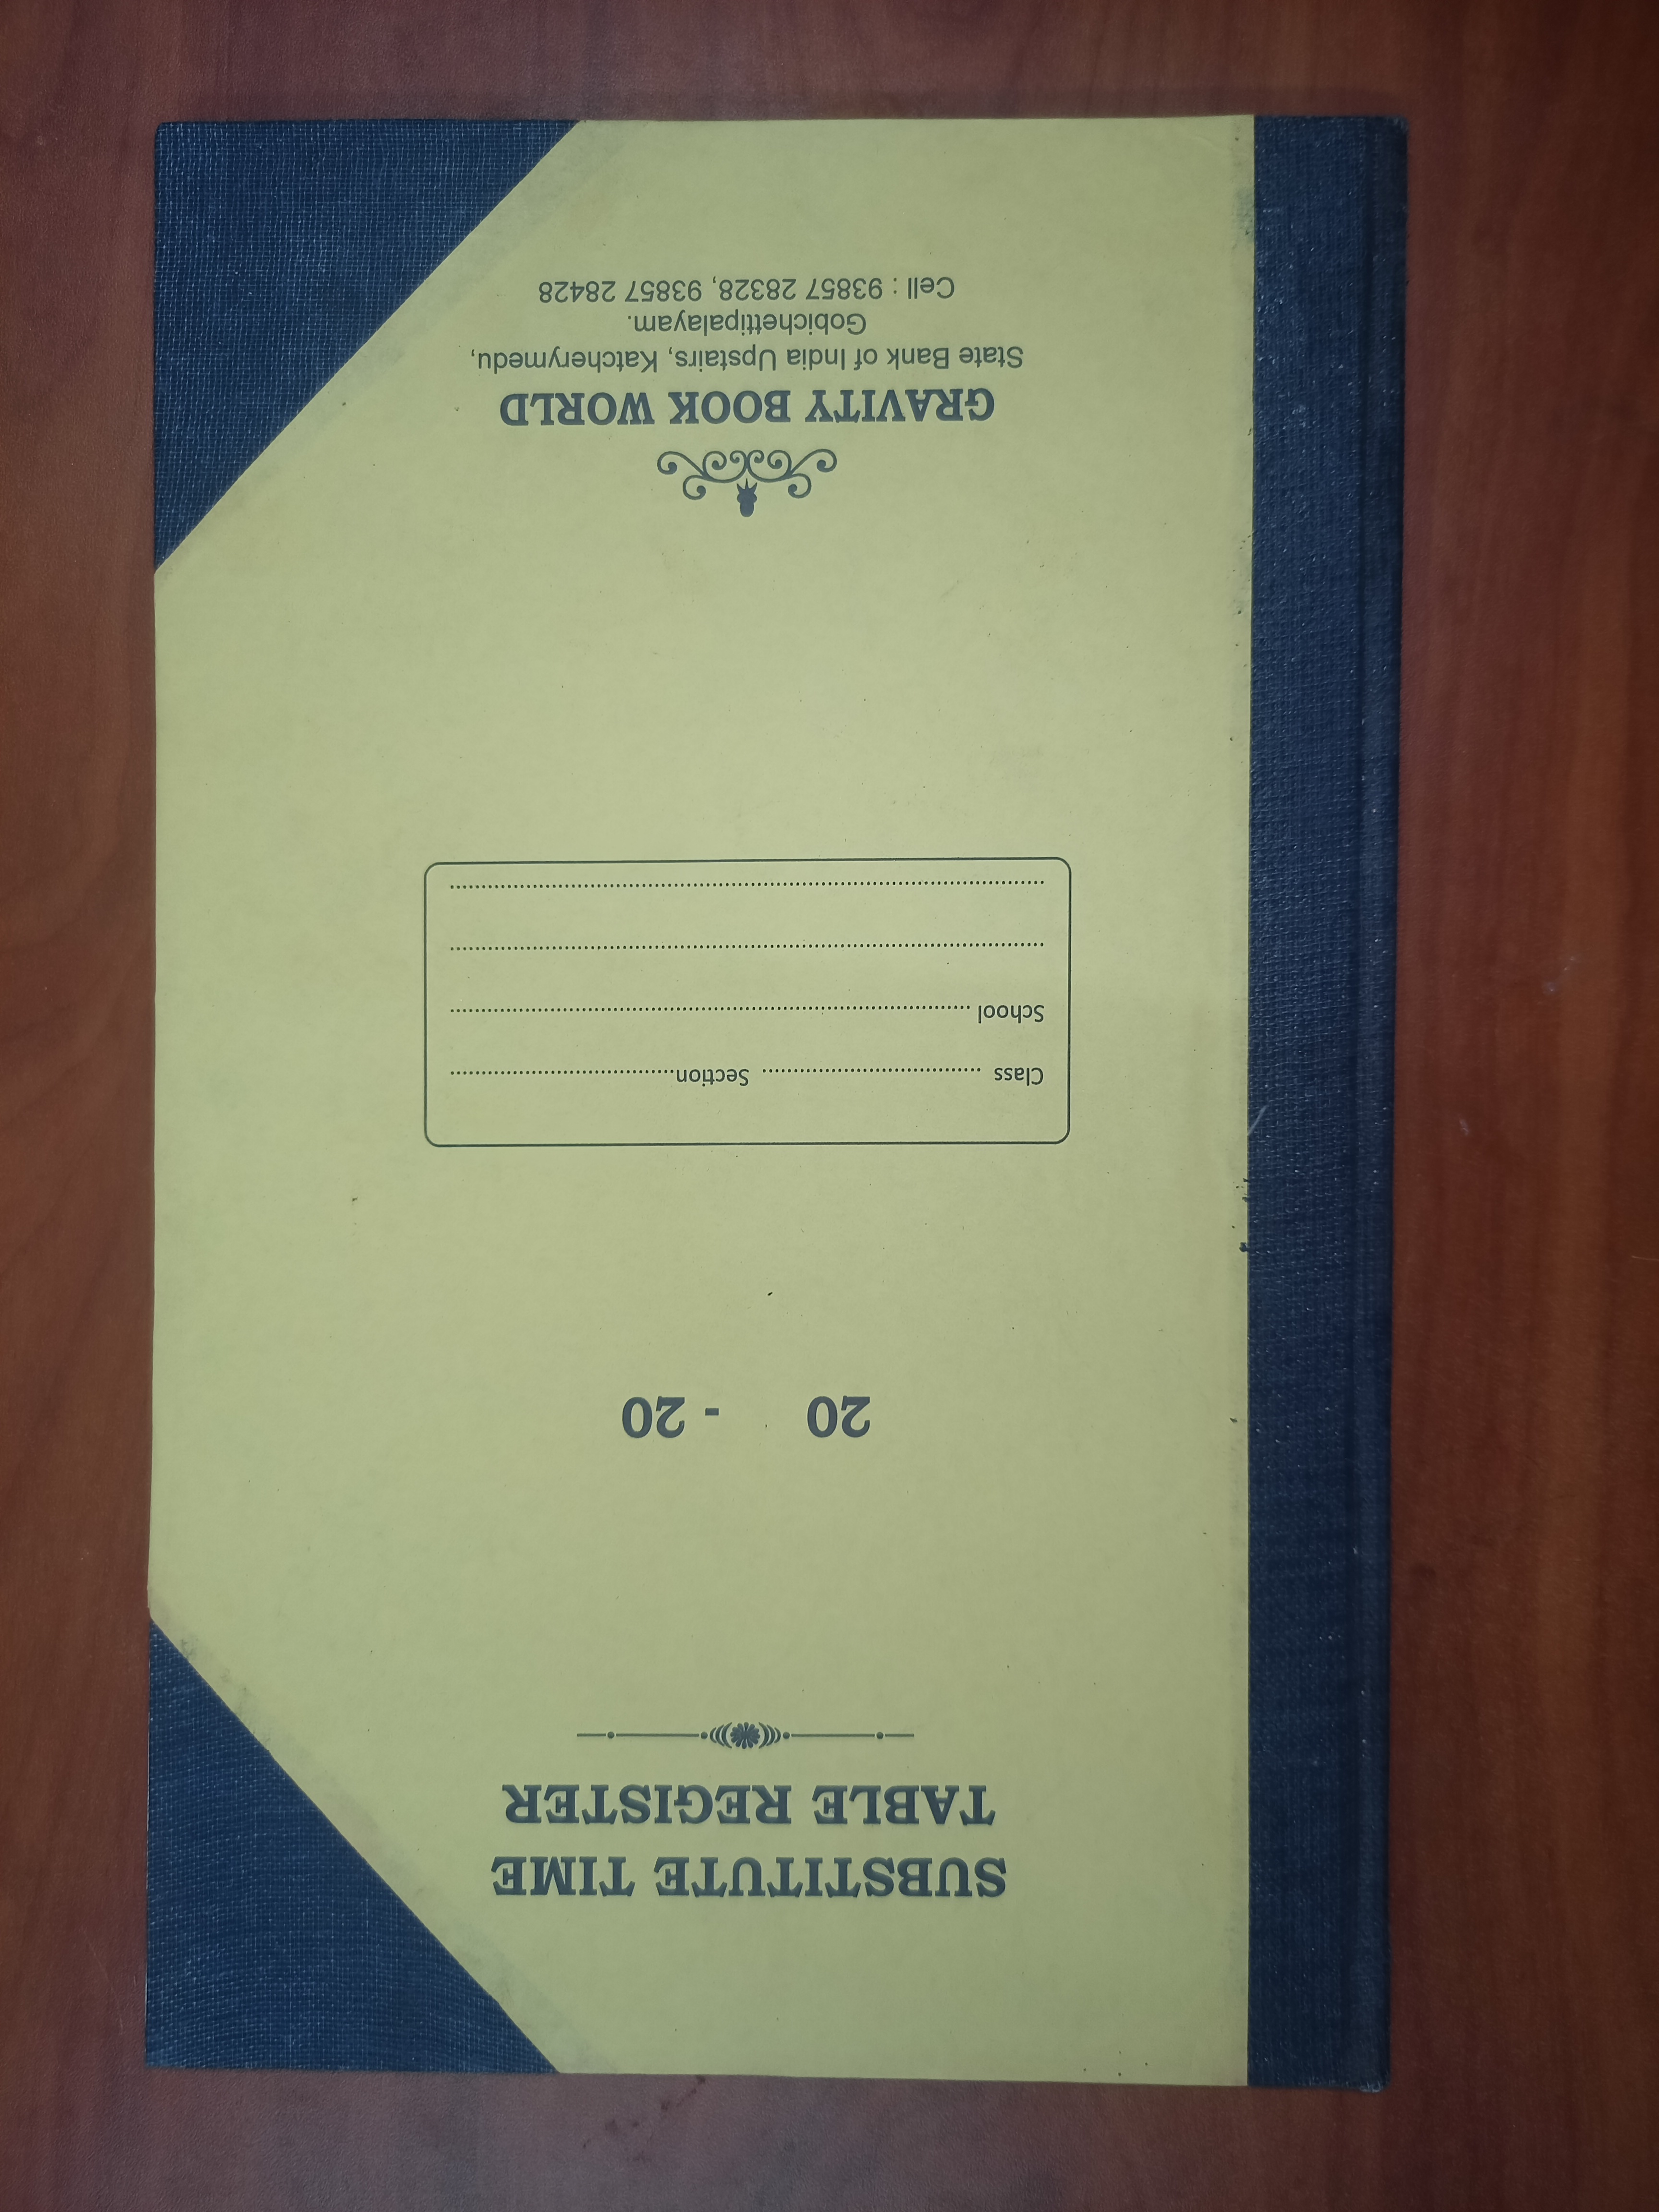 SUBSTITUTE TIME
TABLE REGISTER
20 - 20
Class .................................... Section....................................
School ....................................................................................
................................................................................................
................................................................................................
GRAVITY BOOK WORLD
State Bank of India Upstairs, Katcherymedu,
Gobichettipalayam.
Cell : 93857 28328, 93857 28428